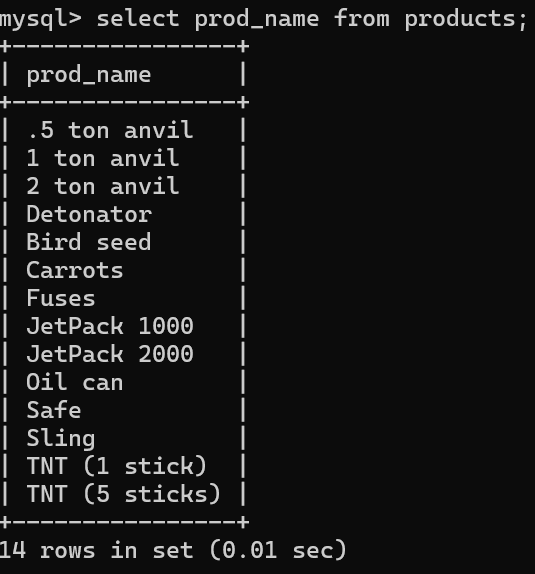 mysql> select prod_name from products;
+---------------+
| prod_name     |
+---------------+
| .5 ton anvil  |
| 1 ton anvil   |
| 2 ton anvil   |
| Detonator     |
| Bird seed     |
| Carrots       |
| Fuses         |
| JetPack 1000  |
| JetPack 2000  |
| Oil can       |
| Safe          |
| Sling         |
| TNT (1 stick) |
| TNT (5 sticks) |
+---------------+
14 rows in set (0.01 sec)